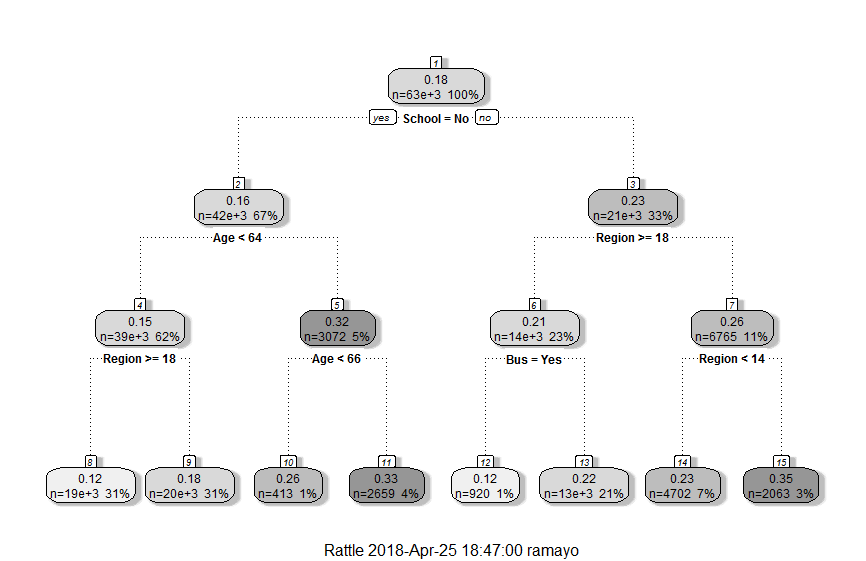 1
0.18
n=63e+3 100%
yes School = No no
2
0.16
n=42e+3 67%
3
0.23
n=21e+3 33%
Age < 64
Region >= 18
4
0.15
n=39e+3 62%
5
0.32
n=3072 5%
6
0.21
n=14e+3 23%
7
0.26
n=6765 11%
Region >= 18
Age < 66
Bus = Yes
Region < 14
8
0.12
n=19e+3 31%
9
0.18
n=20e+3 31%
10
0.26
n=413 1%
11
0.33
n=2659 4%
12
0.12
n=920 1%
13
0.22
n=13e+3 21%
14
0.23
n=4702 7%
15
0.35
n=2063 3%
Rattle 2018-Apr-25 18:47:00 ramayo